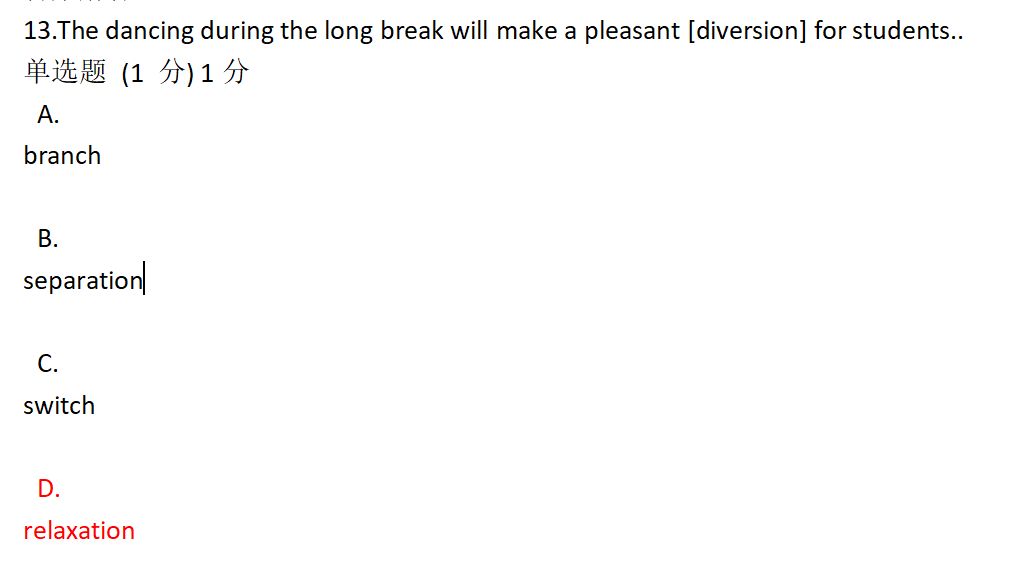 13.The dancing during the long break will make a pleasant [diversion] for students..
单选题 (1 分) 1 分
A.
branch
B.
separation
C.
switch
D.
relaxation